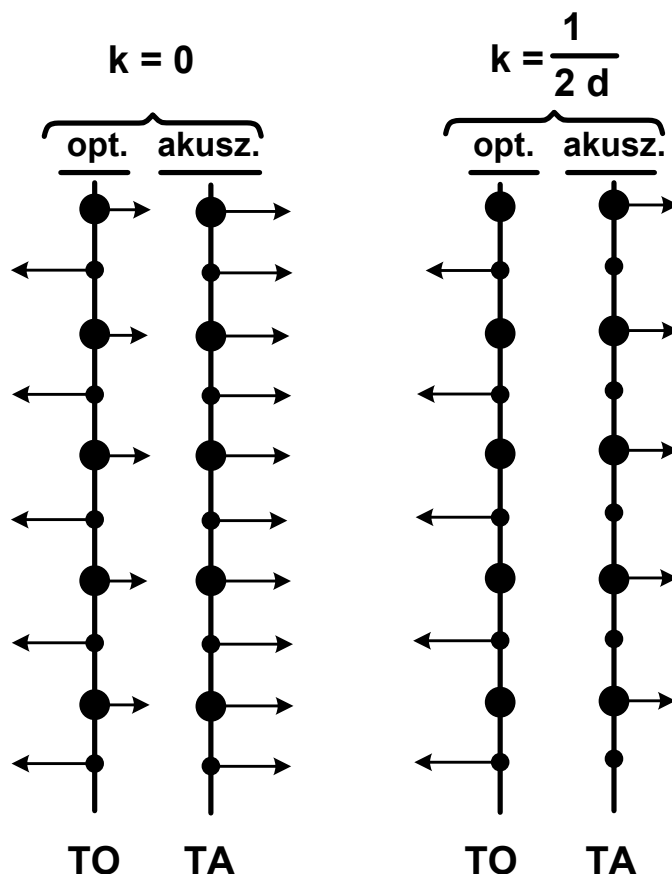 k = 0
k = 1 / 2 d
opt. akusz.
opt. akusz.
TO TA
TO TA